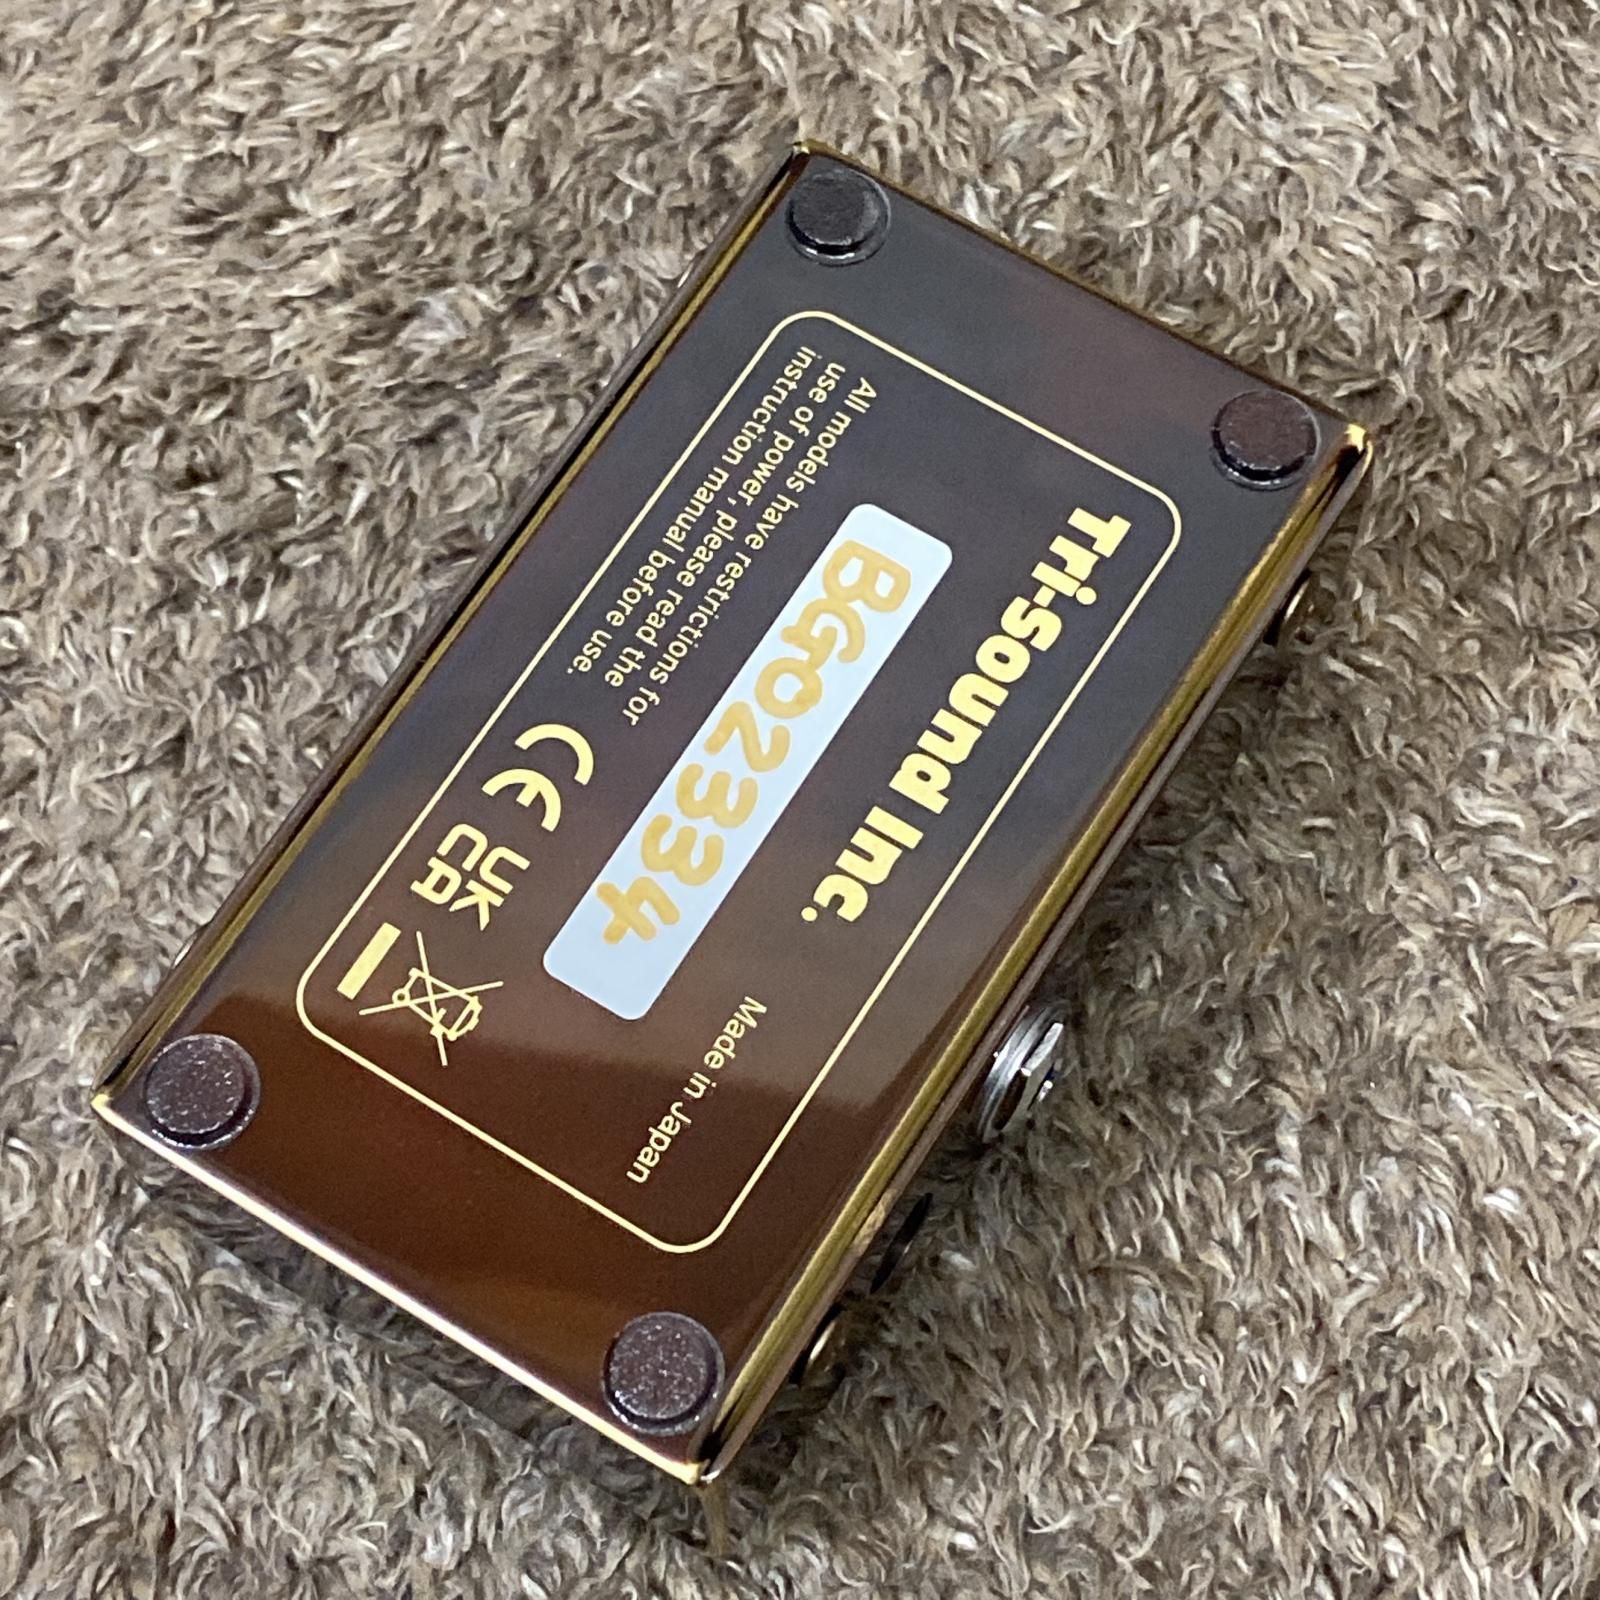 Tri-Sound Inc.
BG02334
All models have restrictions for
use of power, please read the
instruction manual before use.
CE
UK
CA
Made in Japan